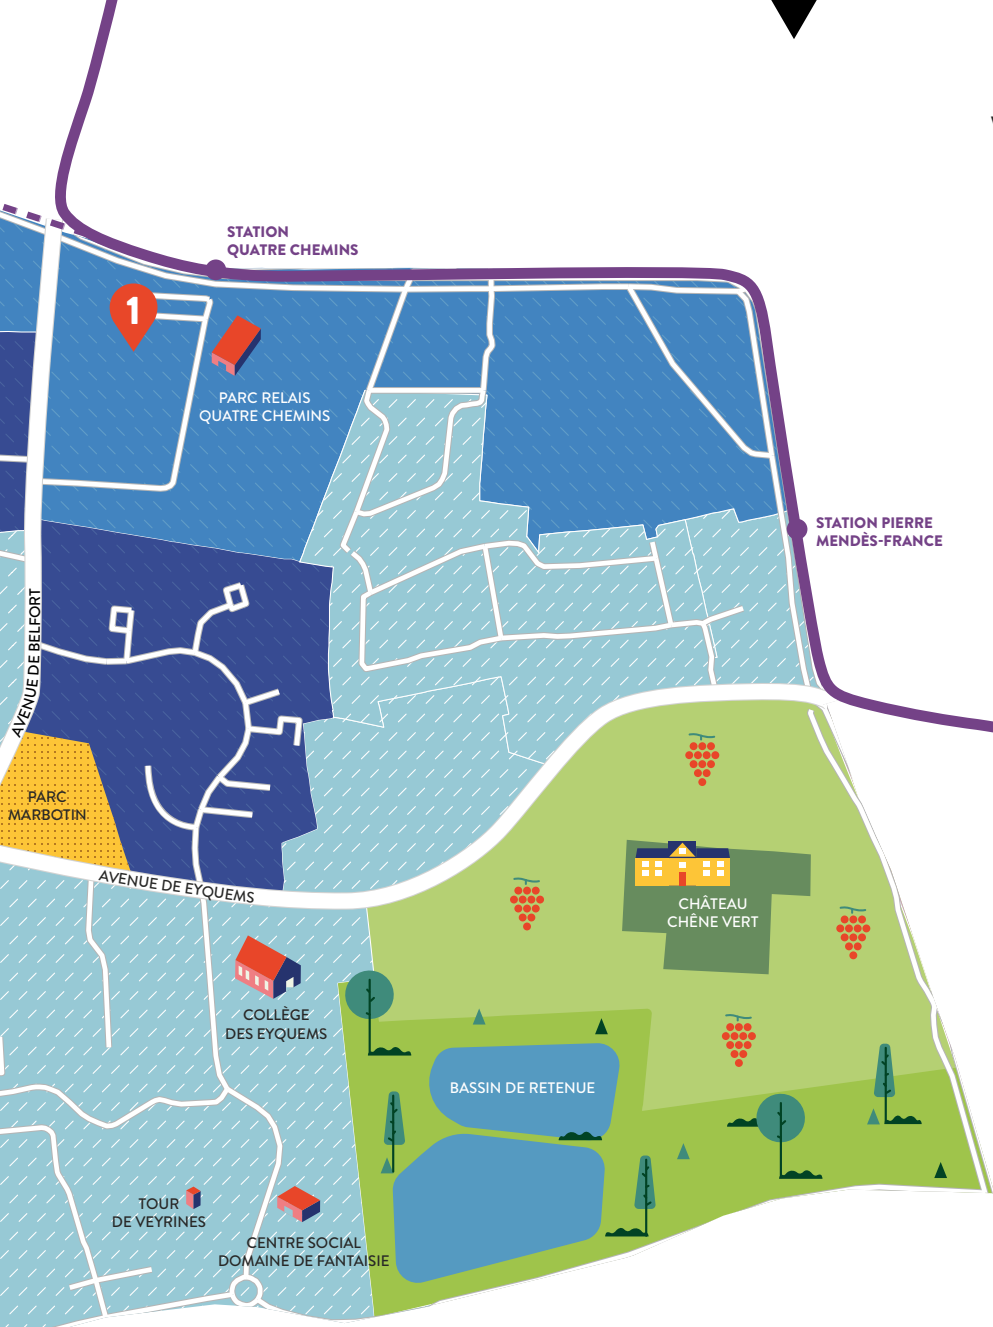 STATION
QUATRE CHEMINS
1
PARC RELAIS
QUATRE CHEMINS
STATION PIERRE
MENDÈS-FRANCE
AVENUE DE BELFORT
PARC
MARBOTIN
AVENUE DE EYQUEMS
CHÂTEAU
CHÊNE VERT
COLLÈGE
DES EYQUEMS
BASSIN DE RETENUE
TOUR
DE VEYRINES
CENTRE SOCIAL
DOMAINE DE FANTAISIE